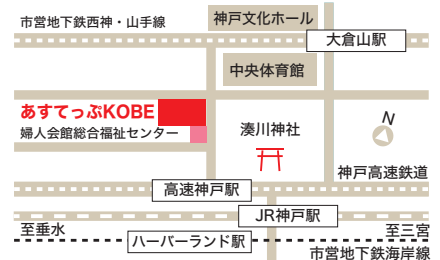 市営地下鉄西神・山手線
神戸文化ホール
大倉山駅
中央体育館
あすてっぷKOBE
婦人会館総合福祉センター
湊川神社
N
神戸高速鉄道
高速神戸駅
JR神戸駅
至垂水
至三宮
ハーバーランド駅
市営地下鉄海岸線